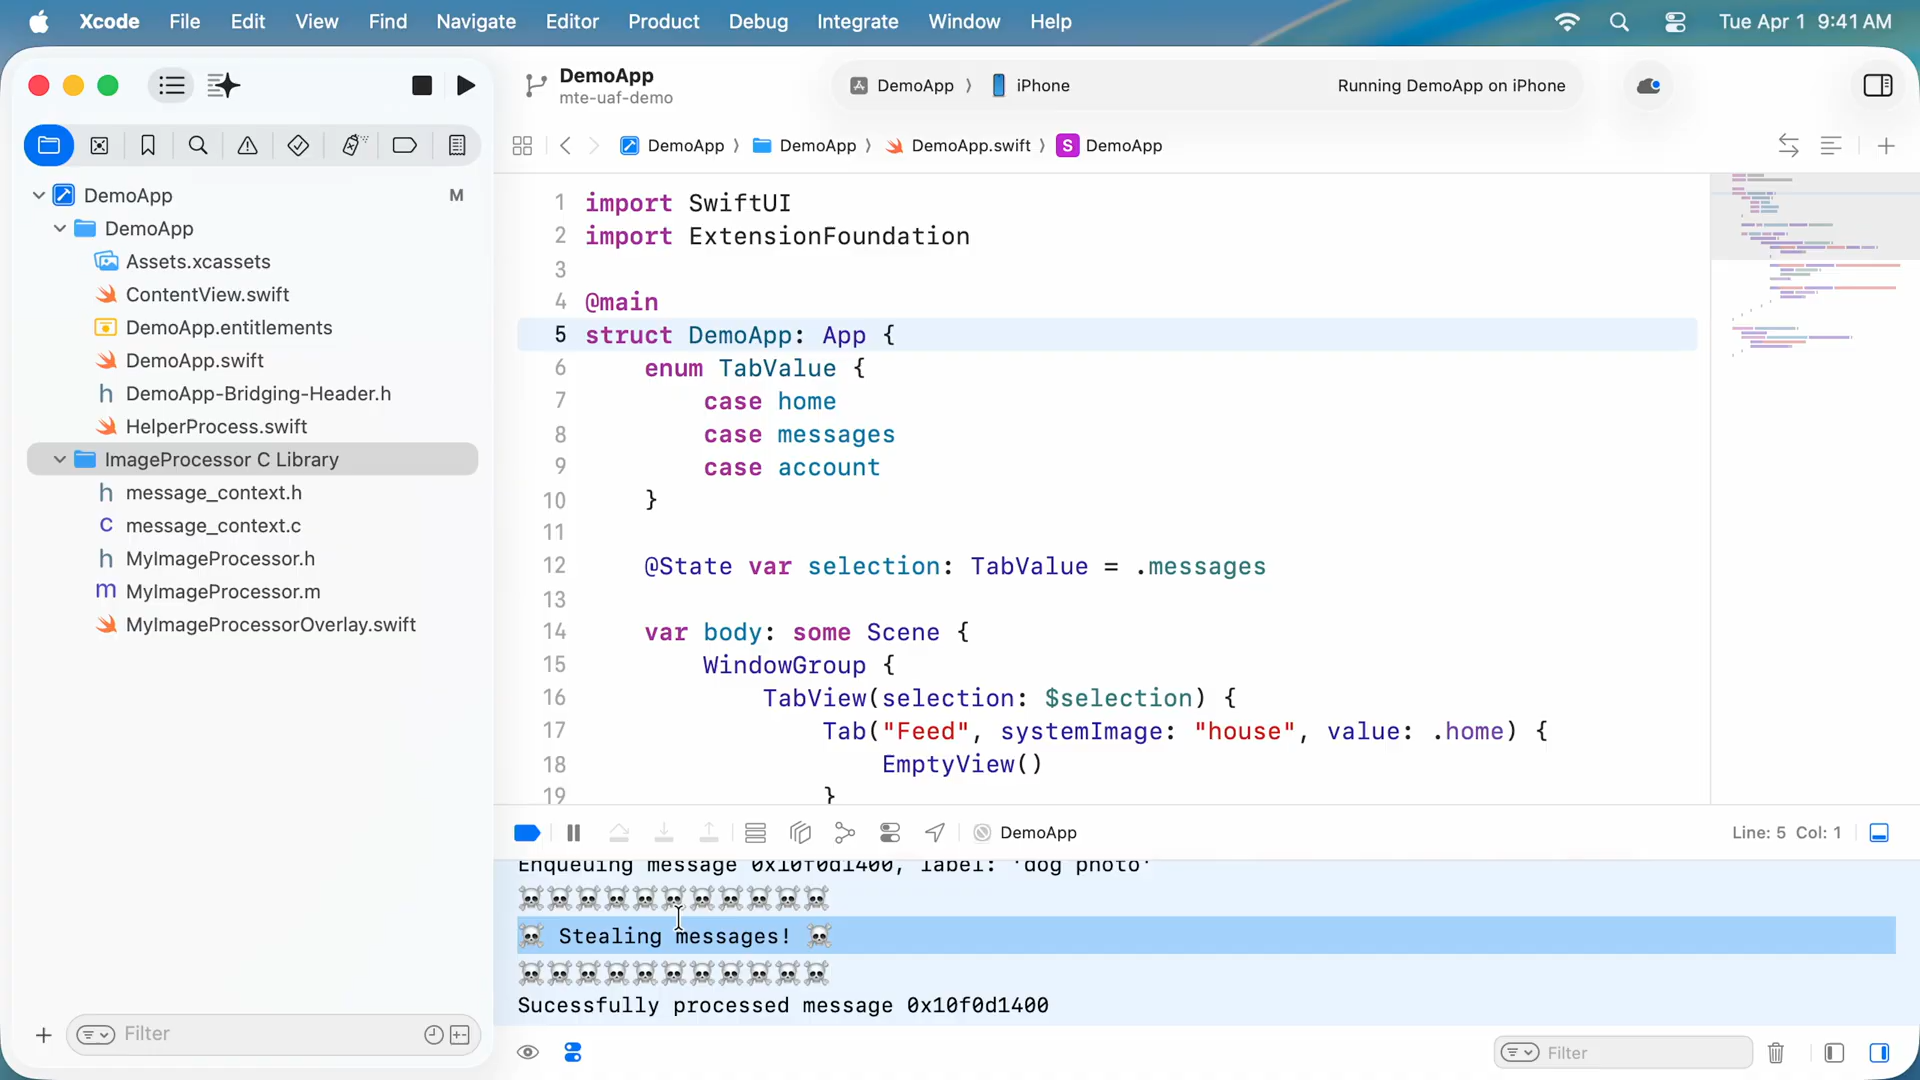 Xcode File Edit View Find Navigate Editor Product Debug Integrate Window Help Tue Apr 1 9:41 AM
DemoApp
mte-uaf-demo
DemoApp 〉 iPhone
Running DemoApp on iPhone
DemoApp 〉 DemoApp 〉 DemoApp.swift 〉 S DemoApp
DemoApp M
DemoApp
Assets.xcassets
ContentView.swift
DemoApp.entitlements
DemoApp.swift
h DemoApp-Bridging-Header.h
HelperProcess.swift
ImageProcessor C Library
h message_context.h
C message_context.c
h MyImageProcessor.h
m MyImageProcessor.m
MyImageProcessorOverlay.swift
Filter
1 import SwiftUI
2 import ExtensionFoundation
3
4 @main
5 struct DemoApp: App {
6 enum TabValue {
7 case home
8 case messages
9 case account
10 }
11
12 @State var selection: TabValue = .messages
13
14 var body: some Scene {
15 WindowGroup {
16 TabView(selection: $selection) {
17 Tab("Feed", systemImage: "house", value: .home) {
18 EmptyView()
19 }
DemoApp
Line: 5 Col: 1
Enqueuing message 0x10f0d1400, label: 'dog photo'
☠️☠️☠️☠️☠️☠️☠️☠️☠️☠️☠️
☠️ Stealing messages! ☠️
☠️☠️☠️☠️☠️☠️☠️☠️☠️☠️☠️
Sucessfully processed message 0x10f0d1400
Filter